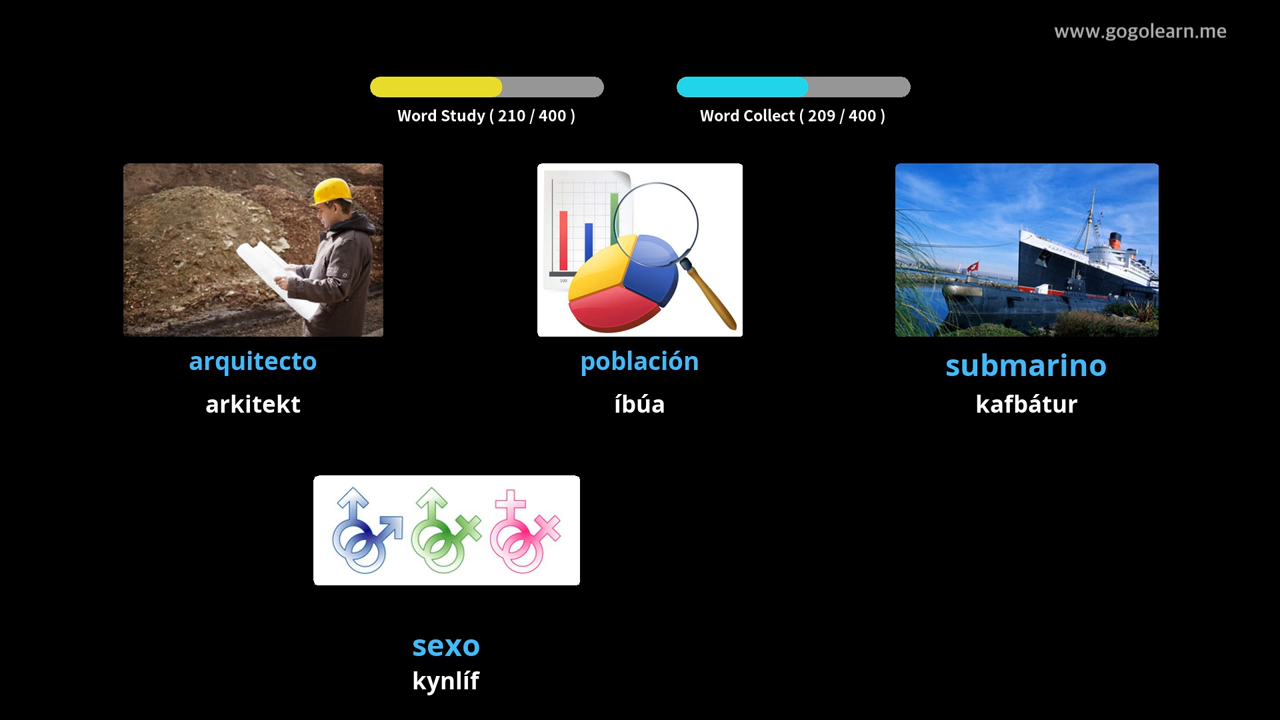 www.gogolearn.me
Word Study ( 210 / 400 )
Word Collect ( 209 / 400 )
arquitecto
población
submarino
arkitekt
íbúa
kafbátur
sexo
kynlíf